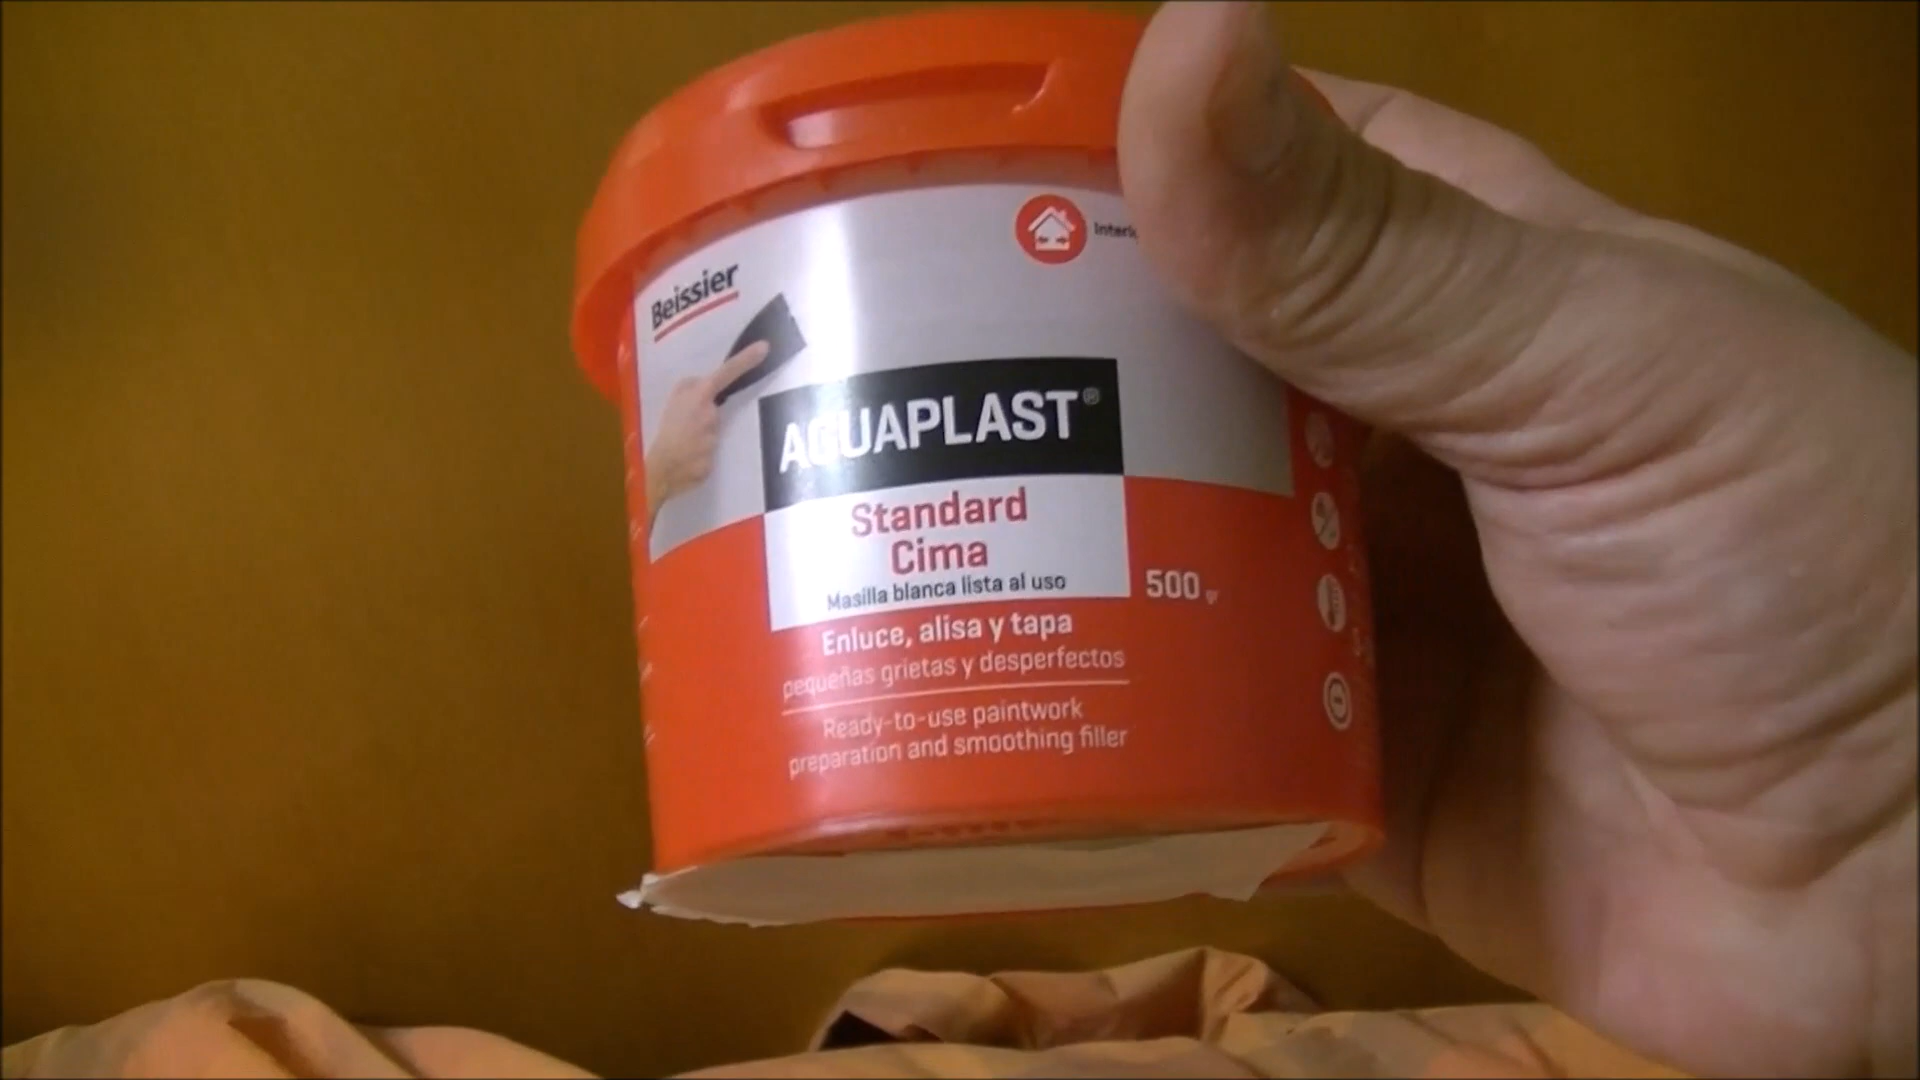 Beissier
AGUAPLAST®
Standard
Cima
Masilla blanca lista al uso
500 gr
Enluce, alisa y tapa
pequeñas grietas y desperfectos
Ready-to-use paintwork
preparation and smoothing filler